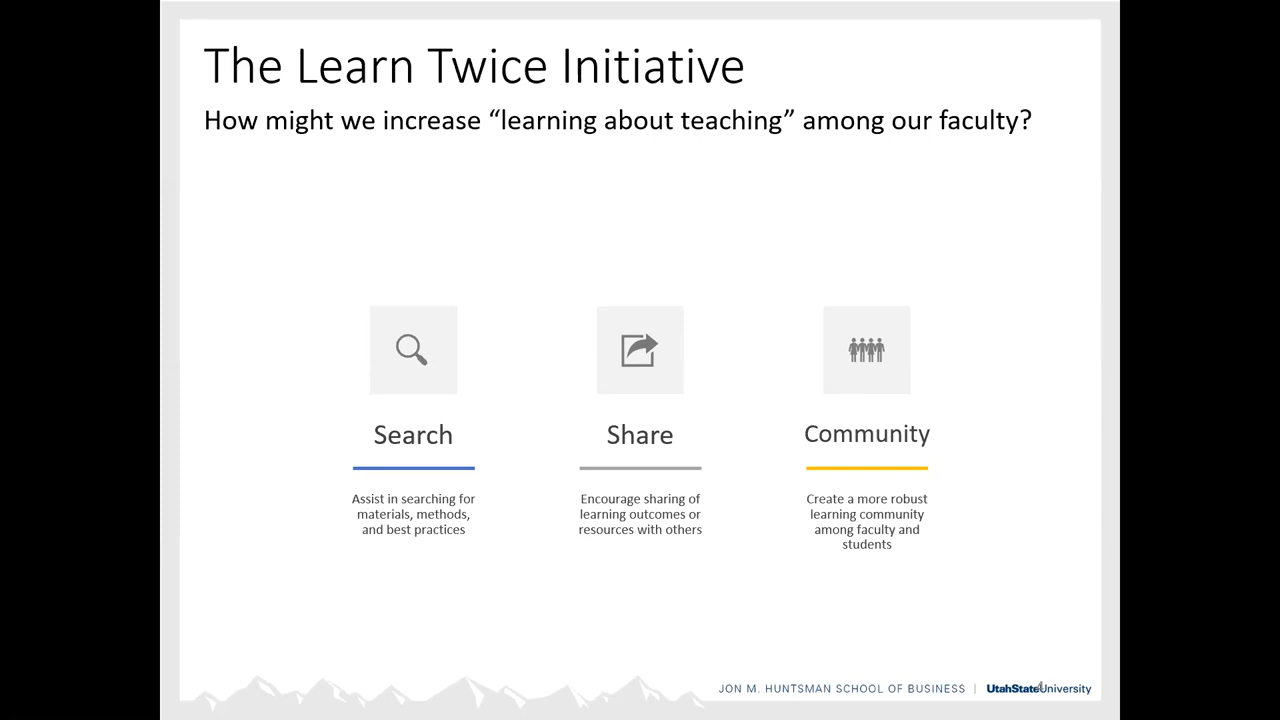 The Learn Twice Initiative
How might we increase “learning about teaching” among our faculty?
Search
Assist in searching for
materials, methods,
and best practices
Share
Encourage sharing of
learning outcomes or
resources with others
Community
Create a more robust
learning community
among faculty and
students
JON M. HUNTSMAN SCHOOL OF BUSINESS | UtahStateUniversity